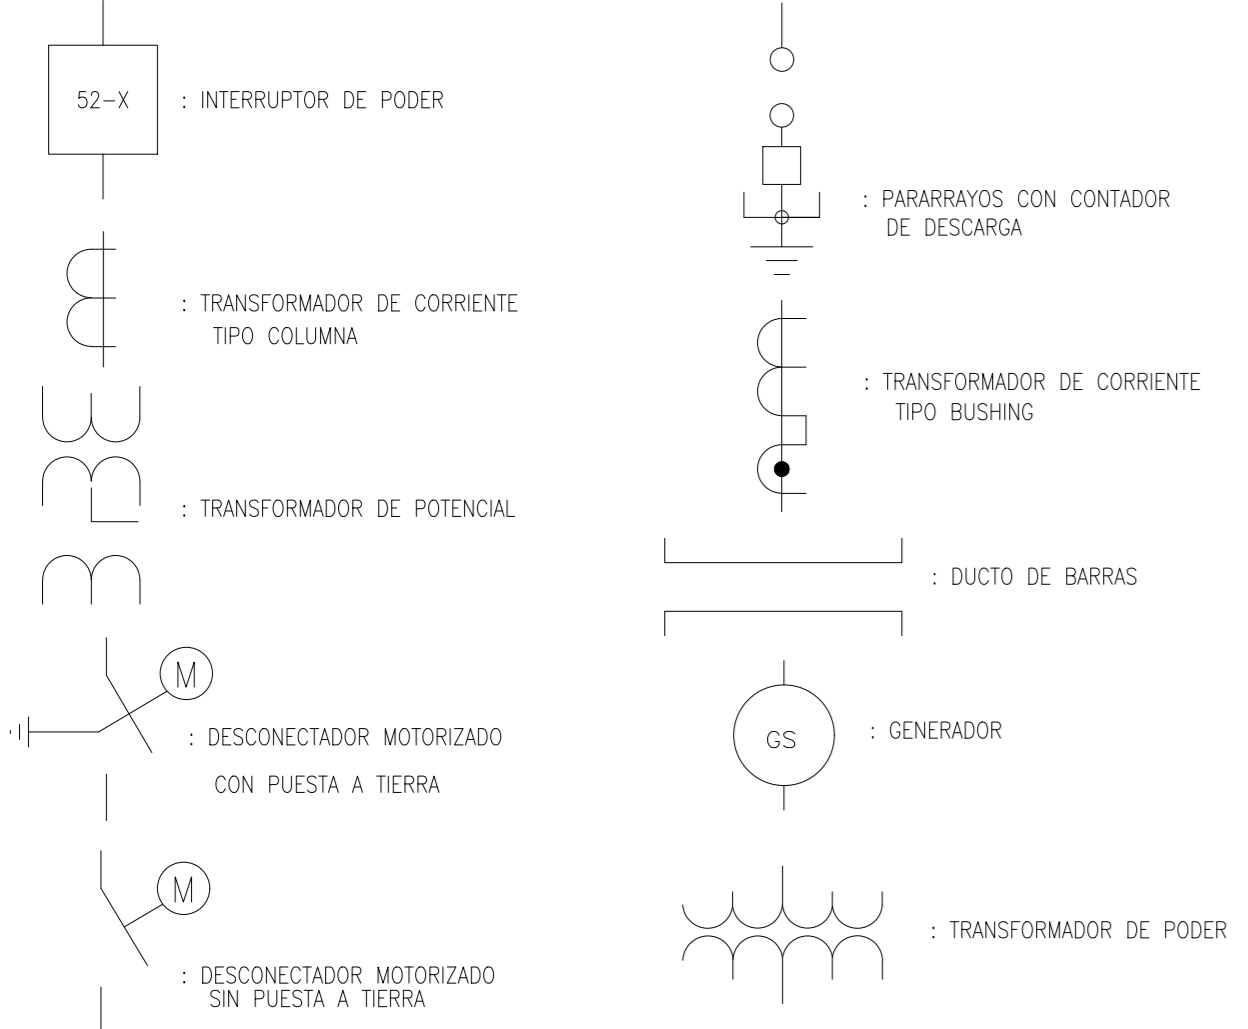 52-X
: INTERRUPTOR DE PODER
: TRANSFORMADOR DE CORRIENTE
TIPO COLUMNA
: TRANSFORMADOR DE POTENCIAL
M
: DESCONECTADOR MOTORIZADO
CON PUESTA A TIERRA
M
: DESCONECTADOR MOTORIZADO
SIN PUESTA A TIERRA
: PARARRAYOS CON CONTADOR
DE DESCARGA
: TRANSFORMADOR DE CORRIENTE
TIPO BUSHING
: DUCTO DE BARRAS
GS
: GENERADOR
: TRANSFORMADOR DE PODER